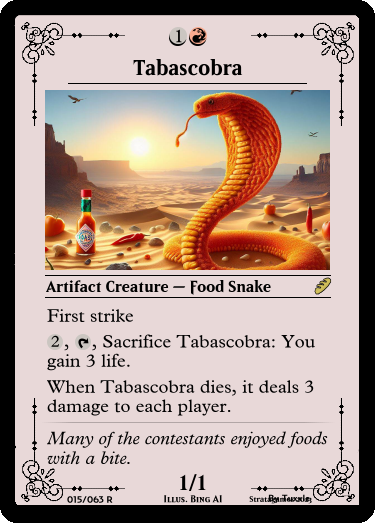 1
Tabascobra
Artifact Creature — Food Snake
First strike
2, , Sacrifice Tabascobra: You
gain 3 life.
When Tabascobra dies, it deals 3
damage to each player.
Many of the contestants enjoyed foods
with a bite.
1/1
015/063 R
Illus. Bing AI